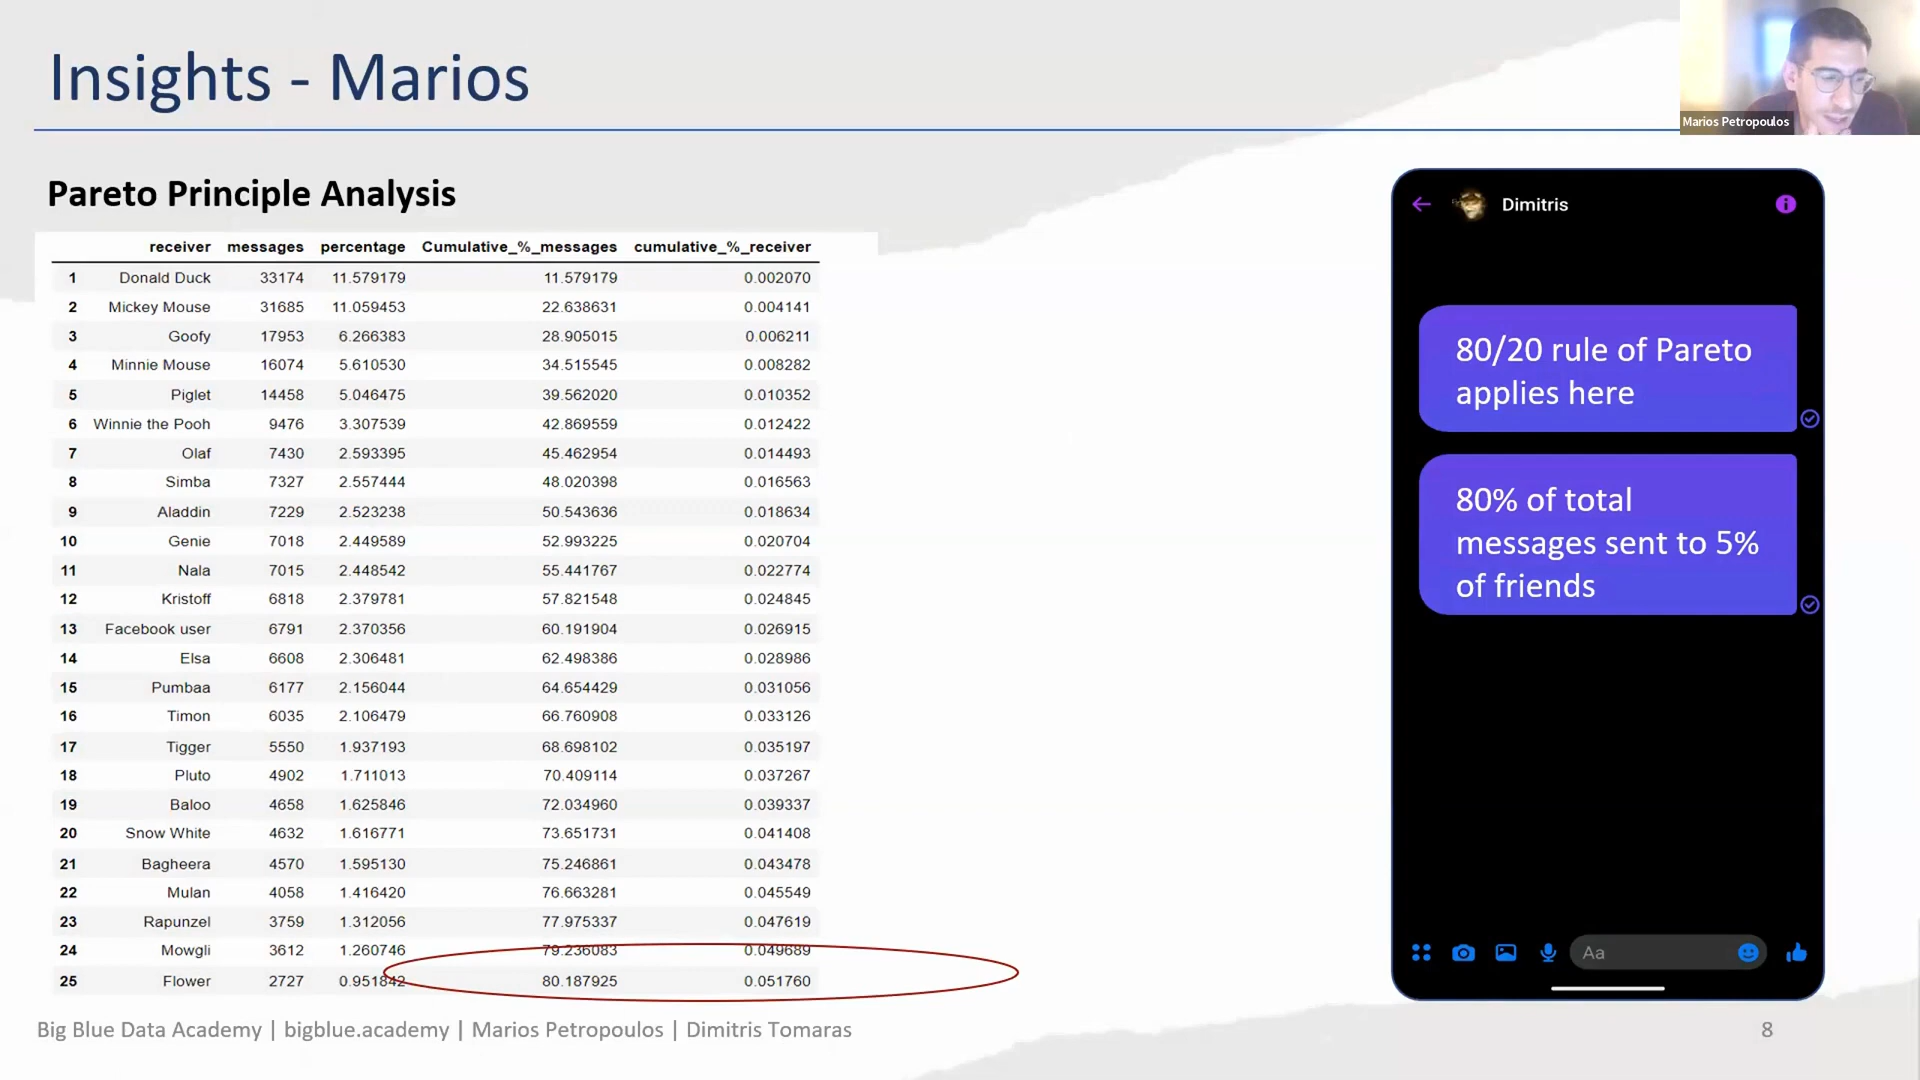 Insights - Marios
Marios Petropoulos
Pareto Principle Analysis
receiver messages percentage Cumulative_%_messages cumulative_%_receiver
1 Donald Duck 33174 11.579179 11.579179 0.002070
2 Mickey Mouse 31685 11.059453 22.638631 0.004141
3 Goofy 17953 6.266383 28.905015 0.006211
4 Minnie Mouse 16074 5.610530 34.515545 0.008282
5 Piglet 14458 5.046475 39.562020 0.010352
6 Winnie the Pooh 9476 3.307539 42.869559 0.012422
7 Olaf 7430 2.593395 45.462954 0.014493
8 Simba 7327 2.557444 48.020398 0.016563
9 Aladdin 7229 2.523238 50.543636 0.018634
10 Genie 7018 2.449589 52.993225 0.020704
11 Nala 7015 2.448542 55.441767 0.022774
12 Kristoff 6818 2.379781 57.821548 0.024845
13 Facebook user 6791 2.370356 60.191904 0.026915
14 Elsa 6608 2.306481 62.498386 0.028986
15 Pumbaa 6177 2.156044 64.654429 0.031056
16 Timon 6035 2.106479 66.760908 0.033126
17 Tigger 5550 1.937193 68.698102 0.035197
18 Pluto 4902 1.711013 70.409114 0.037267
19 Baloo 4658 1.625846 72.034960 0.039337
20 Snow White 4632 1.616771 73.651731 0.041408
21 Bagheera 4570 1.595130 75.246861 0.043478
22 Mulan 4058 1.416420 76.663281 0.045549
23 Rapunzel 3759 1.312056 77.975337 0.047619
24 Mowgli 3612 1.260746 79.236083 0.049689
25 Flower 2727 0.951842 80.187925 0.051760
Dimitris
80/20 rule of Pareto
applies here
80% of total
messages sent to 5%
of friends
Aa
Big Blue Data Academy | bigblue.academy | Marios Petropoulos | Dimitris Tomaras
8